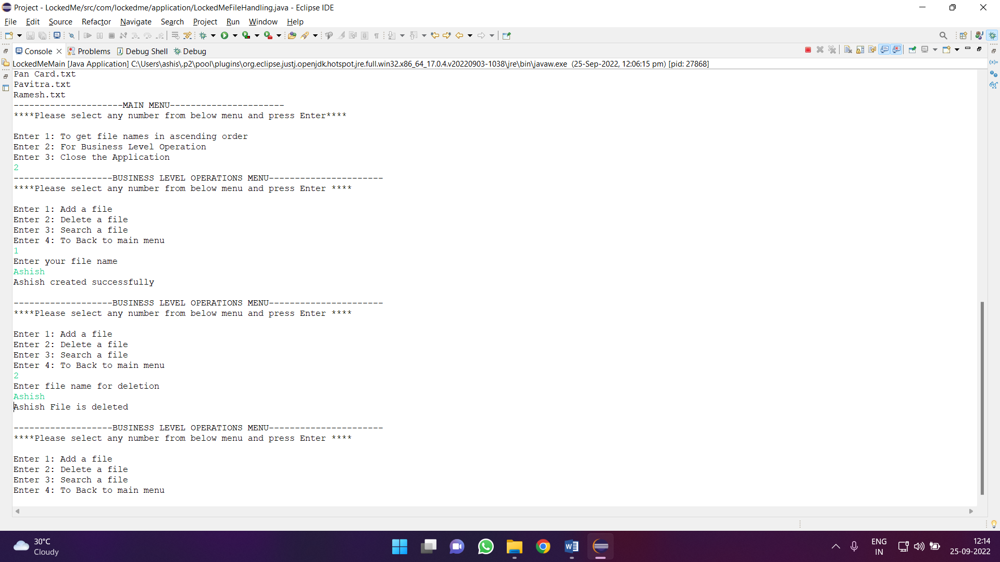 Project - LockedMe/src/com/lockedme/application/LockedMeFileHandling.java - Eclipse IDE
File Edit Source Refactor Navigate Search Project Run Window Help
Console Problems Debug Shell Debug
LockedMeMain [Java Application] C:\Users\ashis\.p2\pool\plugins\org.eclipse.justj.openjdk.hotspot.jre.full.win32.x86_64_17.0.4.v20220903-1038\jre\bin\javaw.exe (25-Sep-2022, 12:06:15 pm) [pid: 27868]
Pan Card.txt
Pavitra.txt
Ramesh.txt
---------------------MAIN MENU----------------------
****Please select any number from below menu and press Enter****
Enter 1: To get file names in ascending order
Enter 2: For Business Level Operation
Enter 3: Close the Application
2
-------------------BUSINESS LEVEL OPERATIONS MENU----------------------
****Please select any number from below menu and press Enter ****
Enter 1: Add a file
Enter 2: Delete a file
Enter 3: Search a file
Enter 4: To Back to main menu
1
Enter your file name
Ashish
Ashish created successfully
-------------------BUSINESS LEVEL OPERATIONS MENU----------------------
****Please select any number from below menu and press Enter ****
Enter 1: Add a file
Enter 2: Delete a file
Enter 3: Search a file
Enter 4: To Back to main menu
2
Enter file name for deletion
Ashish
Ashish File is deleted
-------------------BUSINESS LEVEL OPERATIONS MENU----------------------
****Please select any number from below menu and press Enter ****
Enter 1: Add a file
Enter 2: Delete a file
Enter 3: Search a file
Enter 4: To Back to main menu
30°C
Cloudy
ENG
IN
12:14
25-09-2022